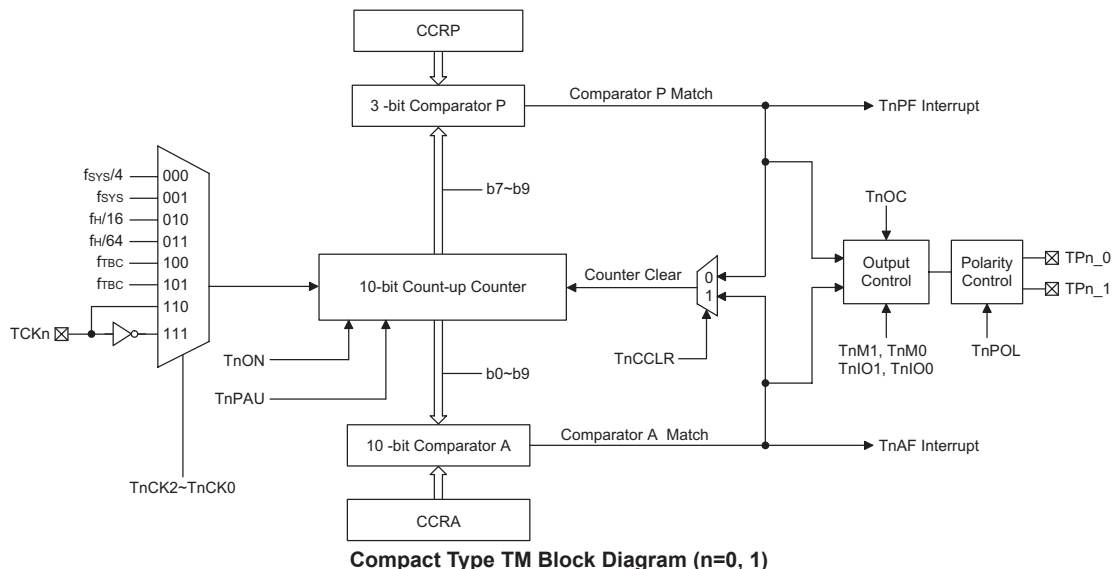 CCRP
3 -bit Comparator P
Comparator P Match
TnPF Interrupt
b7~b9
fSYS/4
000
fSYS
001
fH/16
010
fH/64
011
fTBC
100
fTBC
101
110
TCKn
111
10-bit Count-up Counter
Counter Clear
0
1
TnOC
Output
Control
Polarity
Control
TPn_0
TPn_1
TnON
TnPAU
b0~b9
TnCCLR
TnM1, TnM0
TnIO1, TnIO0
TnPOL
10 -bit Comparator A
Comparator A Match
TnAF Interrupt
TnCK2~TnCK0
CCRA
Compact Type TM Block Diagram (n=0, 1)